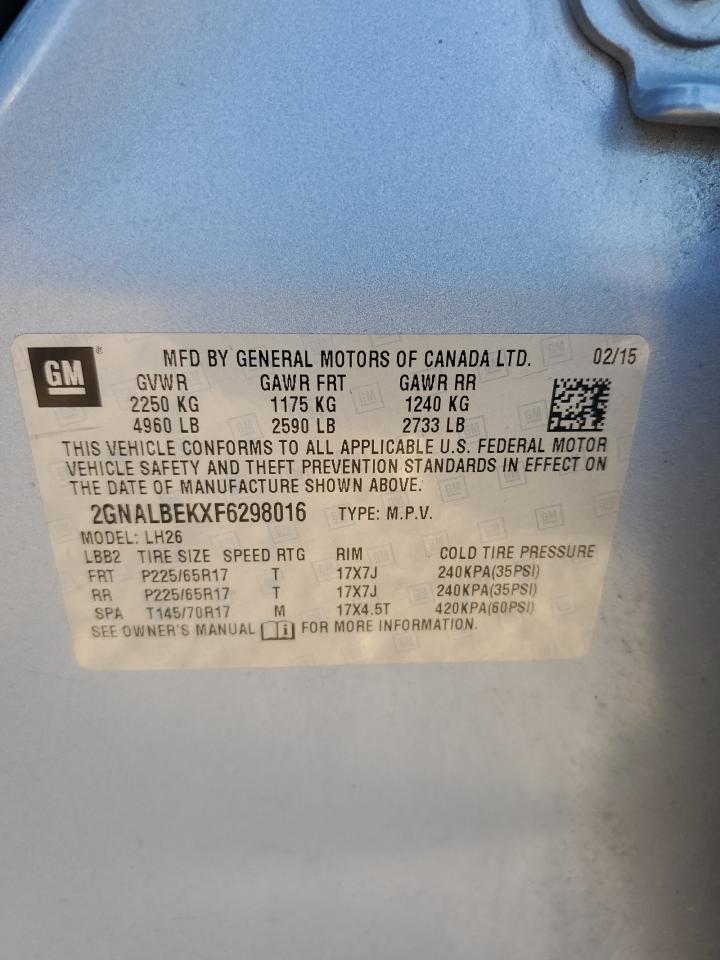 GM ®
MFD BY GENERAL MOTORS OF CANADA LTD. 02/15
GVWR GAWR FRT GAWR RR
2250 KG 1175 KG 1240 KG
4960 LB 2590 LB 2733 LB
THIS VEHICLE CONFORMS TO ALL APPLICABLE U.S. FEDERAL MOTOR
VEHICLE SAFETY AND THEFT PREVENTION STANDARDS IN EFFECT ON
THE DATE OF MANUFACTURE SHOWN ABOVE.
2GNALBEKXF6298016 TYPE: M.P.V.
MODEL: LH26
LBB2 TIRE SIZE SPEED RTG RIM COLD TIRE PRESSURE
FRT P225/65R17 T 17X7J 240KPA(35PSI)
RR P225/65R17 T 17X7J 240KPA(35PSI)
SPA T145/70R17 M 17X4.5T 420KPA(60PSI)
SEE OWNER'S MANUAL i FOR MORE INFORMATION.